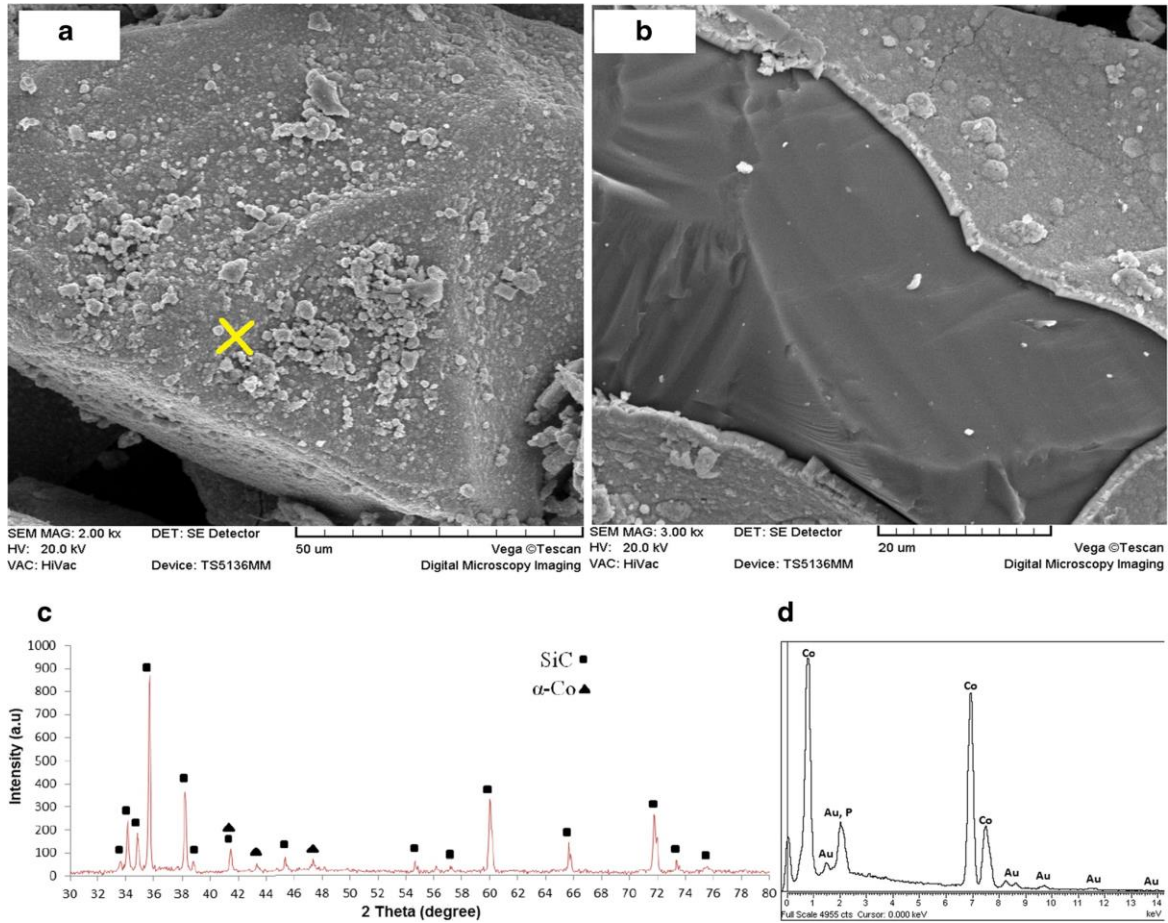 a
SEM MAG: 2.00 kx DET: SE Detector
HV: 20.0 kV
VAC: HiVac Device: TS5136MM
50 um
Vega ©Tescan
Digital Microscopy Imaging
b
SEM MAG: 3.00 kx DET: SE Detector
HV: 20.0 kV
VAC: HiVac Device: TS5136MM
20 um
Vega ©Tescan
Digital Microscopy Imaging
c
Intensity (a.u)
1000
900
800
700
600
500
400
300
200
100
0
SiC ■
α-Co ▲
30 32 34 36 38 40 42 44 46 48 50 52 54 56 58 60 62 64 66 68 70 72 74 76 78 80
2 Theta (degree)
d
Co
Au, P
Au
Co
Co
Au
Au
Au
Au
0 1 2 3 4 5 6 7 8 9 10 11 12 13 14
Full Scale 4955 cts Cursor: 0.000 keV
keV